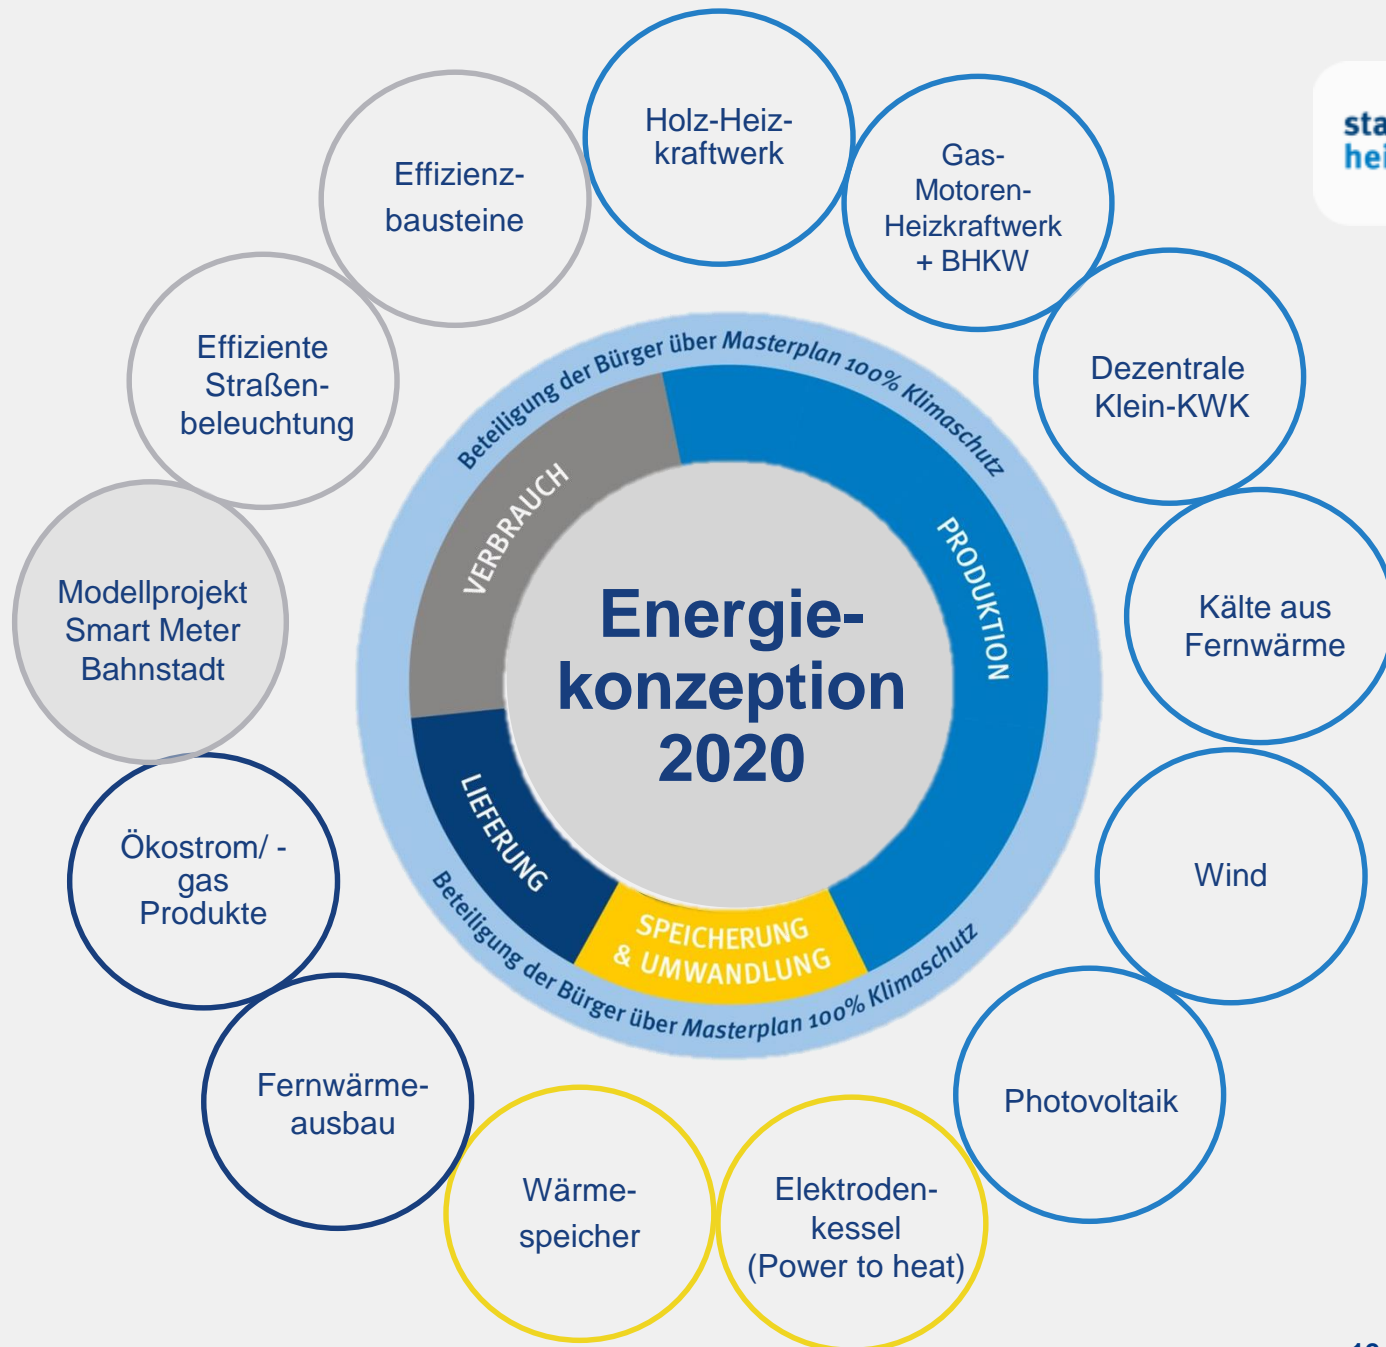 Holz-Heiz-
kraftwerk
Gas-
Motoren-
Heizkraftwerk
+ BHKW
Dezentrale
Klein-KWK
Kälte aus
Fernwärme
Wind
Photovoltaik
Elektroden-
kessel
(Power to heat)
Wärme-
speicher
Fernwärme-
ausbau
Ökostrom/ -
gas
Produkte
Modellprojekt
Smart Meter
Bahnstadt
Effiziente
Straßen-
beleuchtung
Effizienz-
bausteine
Beteiligung der Bürger über Masterplan 100% Klimaschutz
VERBRAUCH
PRODUKTION
LIEFERUNG
SPEICHERUNG
& UMWANDLUNG
Beteiligung der Bürger über Masterplan 100% Klimaschutz
Energie-
konzeption
2020